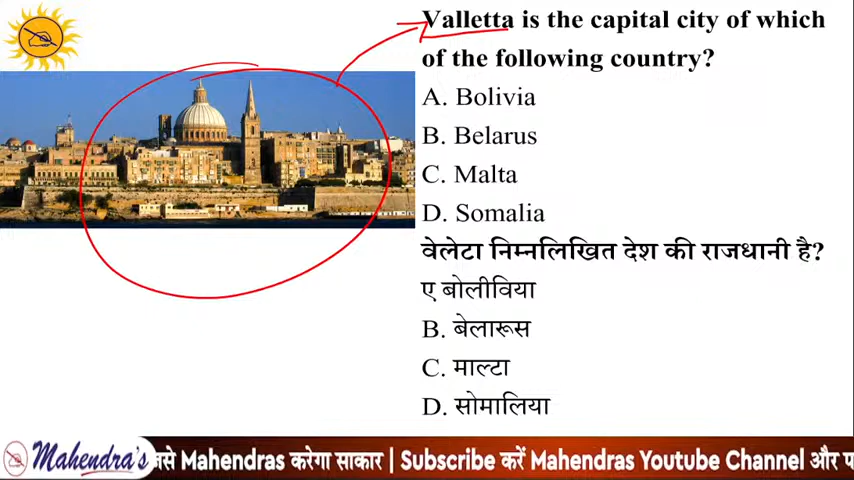 Valletta is the capital city of which
of the following country?
A. Bolivia
B. Belarus
C. Malta
D. Somalia
वेलेटा निम्नलिखित देश की राजधानी है?
ए बोलीविया
B. बेलारूस
C. माल्टा
D. सोमालिया
Mahendra's जिसे Mahendras करेगा साकार | Subscribe करें Mahendras Youtube Channel और प